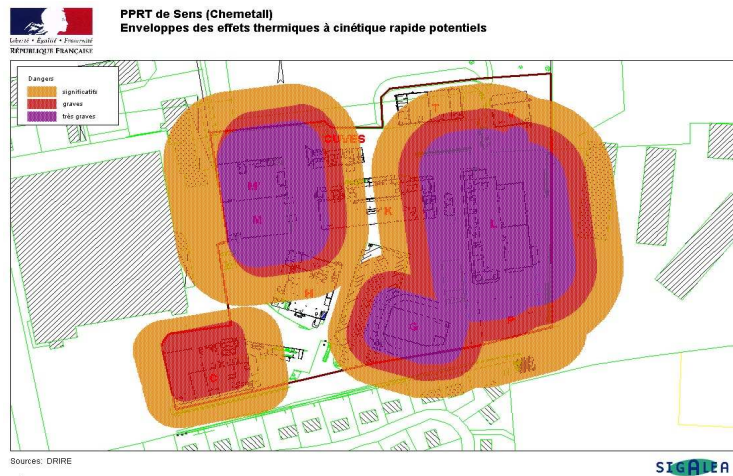 PPRT de Sens (Chemetall)
Enveloppes des effets thermiques à cinétique rapide potentiels
Liberté • Égalité • Fraternité
RÉPUBLIQUE FRANÇAISE
Dangers
significatifs
graves
très graves
CUVES
T
M'
M
K
L
H
G
P
C
Sources: DRIRE
SIGALEA